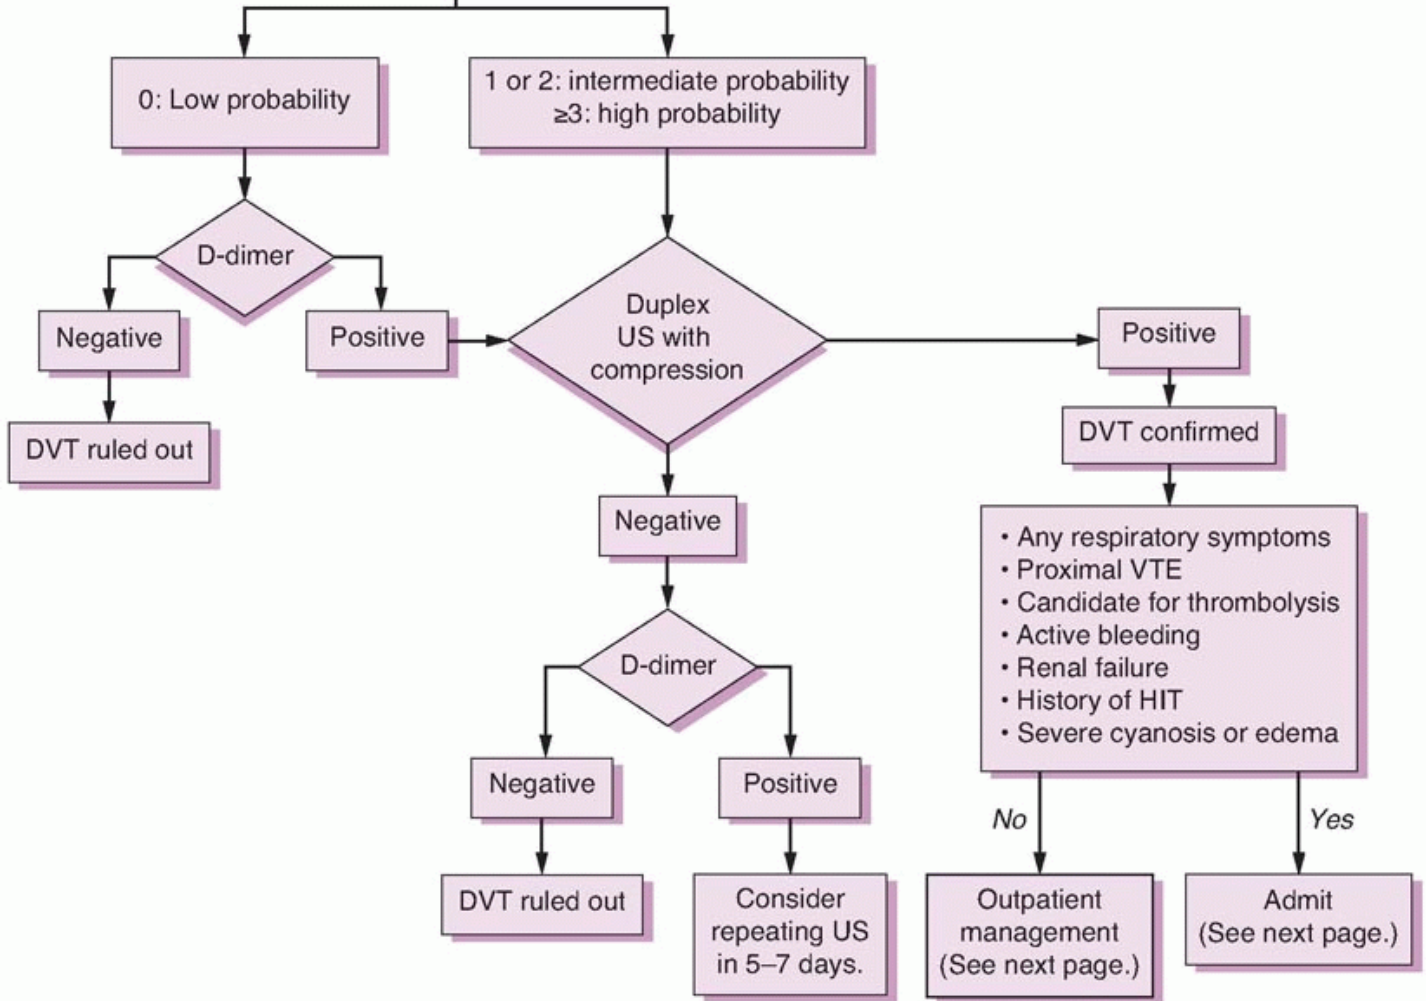 0: Low probability
1 or 2: intermediate probability
≥3: high probability
D-dimer
Negative
Positive
DVT ruled out
Duplex
US with
compression
Positive
DVT confirmed
Negative
• Any respiratory symptoms
• Proximal VTE
• Candidate for thrombolysis
• Active bleeding
• Renal failure
• History of HIT
• Severe cyanosis or edema
D-dimer
Negative
Positive
No
Yes
DVT ruled out
Consider
repeating US
in 5–7 days.
Outpatient
management
(See next page.)
Admit
(See next page.)